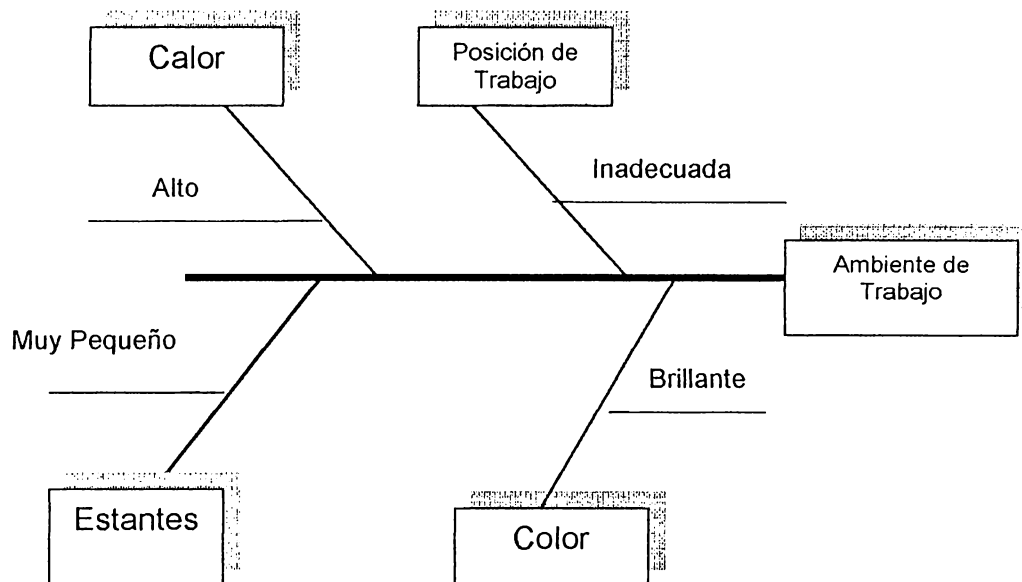 Calor
Posición de
Trabajo
Alto
Inadecuada
Ambiente de
Trabajo
Muy Pequeño
Brillante
Estantes
Color